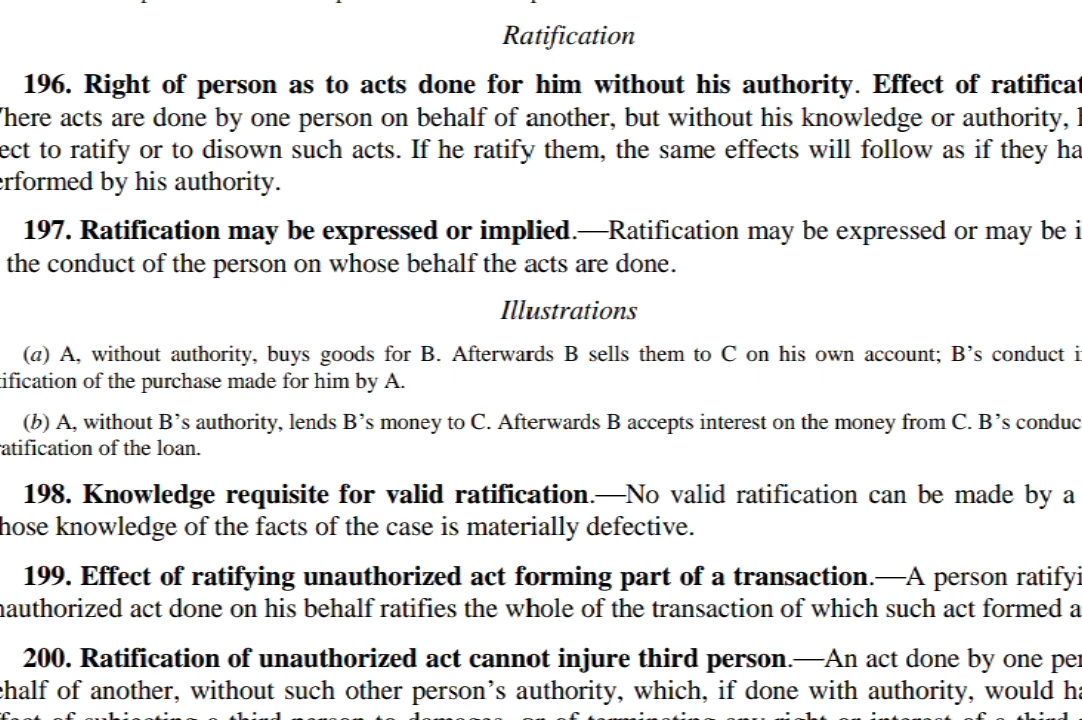 Ratification
196. Right of person as to acts done for him without his authority. Effect of ratificat
here acts are done by one person on behalf of another, but without his knowledge or authority,
ect to ratify or to disown such acts. If he ratify them, the same effects will follow as if they ha
erformed by his authority.
197. Ratification may be expressed or implied.—Ratification may be expressed or may be i
the conduct of the person on whose behalf the acts are done.
Illustrations
(a) A, without authority, buys goods for B. Afterwards B sells them to C on his own account; B’s conduct i
ification of the purchase made for him by A.
(b) A, without B’s authority, lends B’s money to C. Afterwards B accepts interest on the money from C. B’s conduc
ratification of the loan.
198. Knowledge requisite for valid ratification.—No valid ratification can be made by a
hose knowledge of the facts of the case is materially defective.
199. Effect of ratifying unauthorized act forming part of a transaction.—A person ratifyi
nauthorized act done on his behalf ratifies the whole of the transaction of which such act formed a
200. Ratification of unauthorized act cannot injure third person.—An act done by one per
ehalf of another, without such other person’s authority, which, if done with authority, would ha